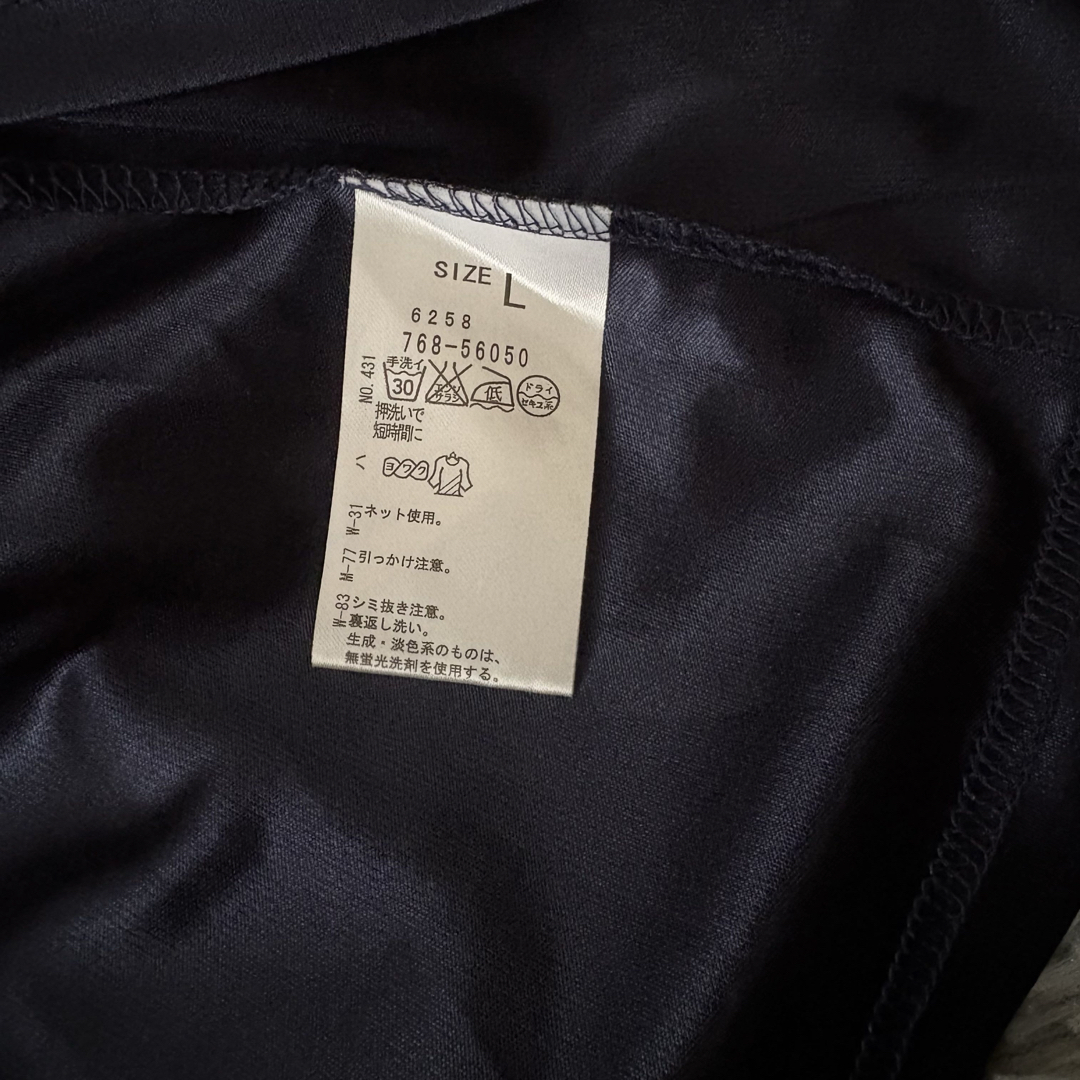 SIZE L
6258
768-56050
NO.431
手洗イ
30
エンソ
サラシ
低
ドライ
セキユ系
押洗いで
短時間に
ハ
ヨワク
W-31 ネット使用。
M-77 引っかけ注意。
W-83 シミ抜き注意。
裏返し洗い。
生成・淡色系のものは、
無蛍光洗剤を使用する。